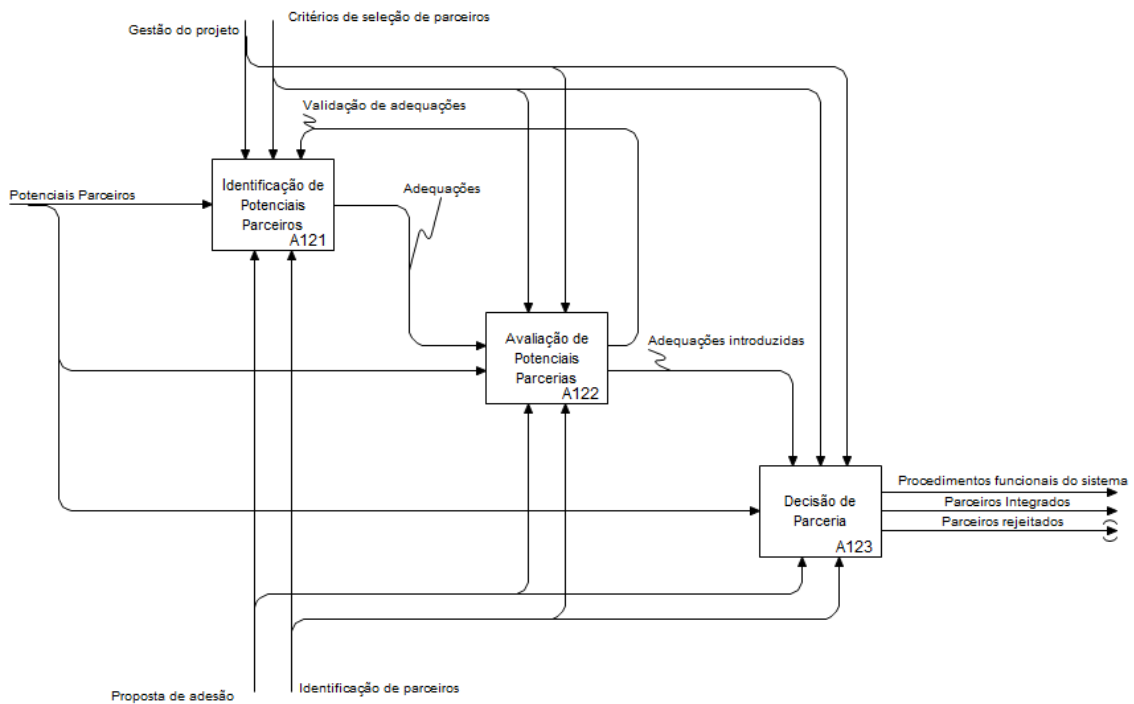 Critérios de seleção de parceiros
Gestão do projeto
Validação de adequações
Identificação de
Potenciais
Parceiros
A121
Potenciais Parceiros
Adequações
Avaliação de
Potenciais
Parcerias
A122
Adequações introduzidas
Decisão de
Parceria
A123
Procedimentos funcionais do sistema
Parceiros Integrados
Parceiros rejeitados
Proposta de adesão
Identificação de parceiros